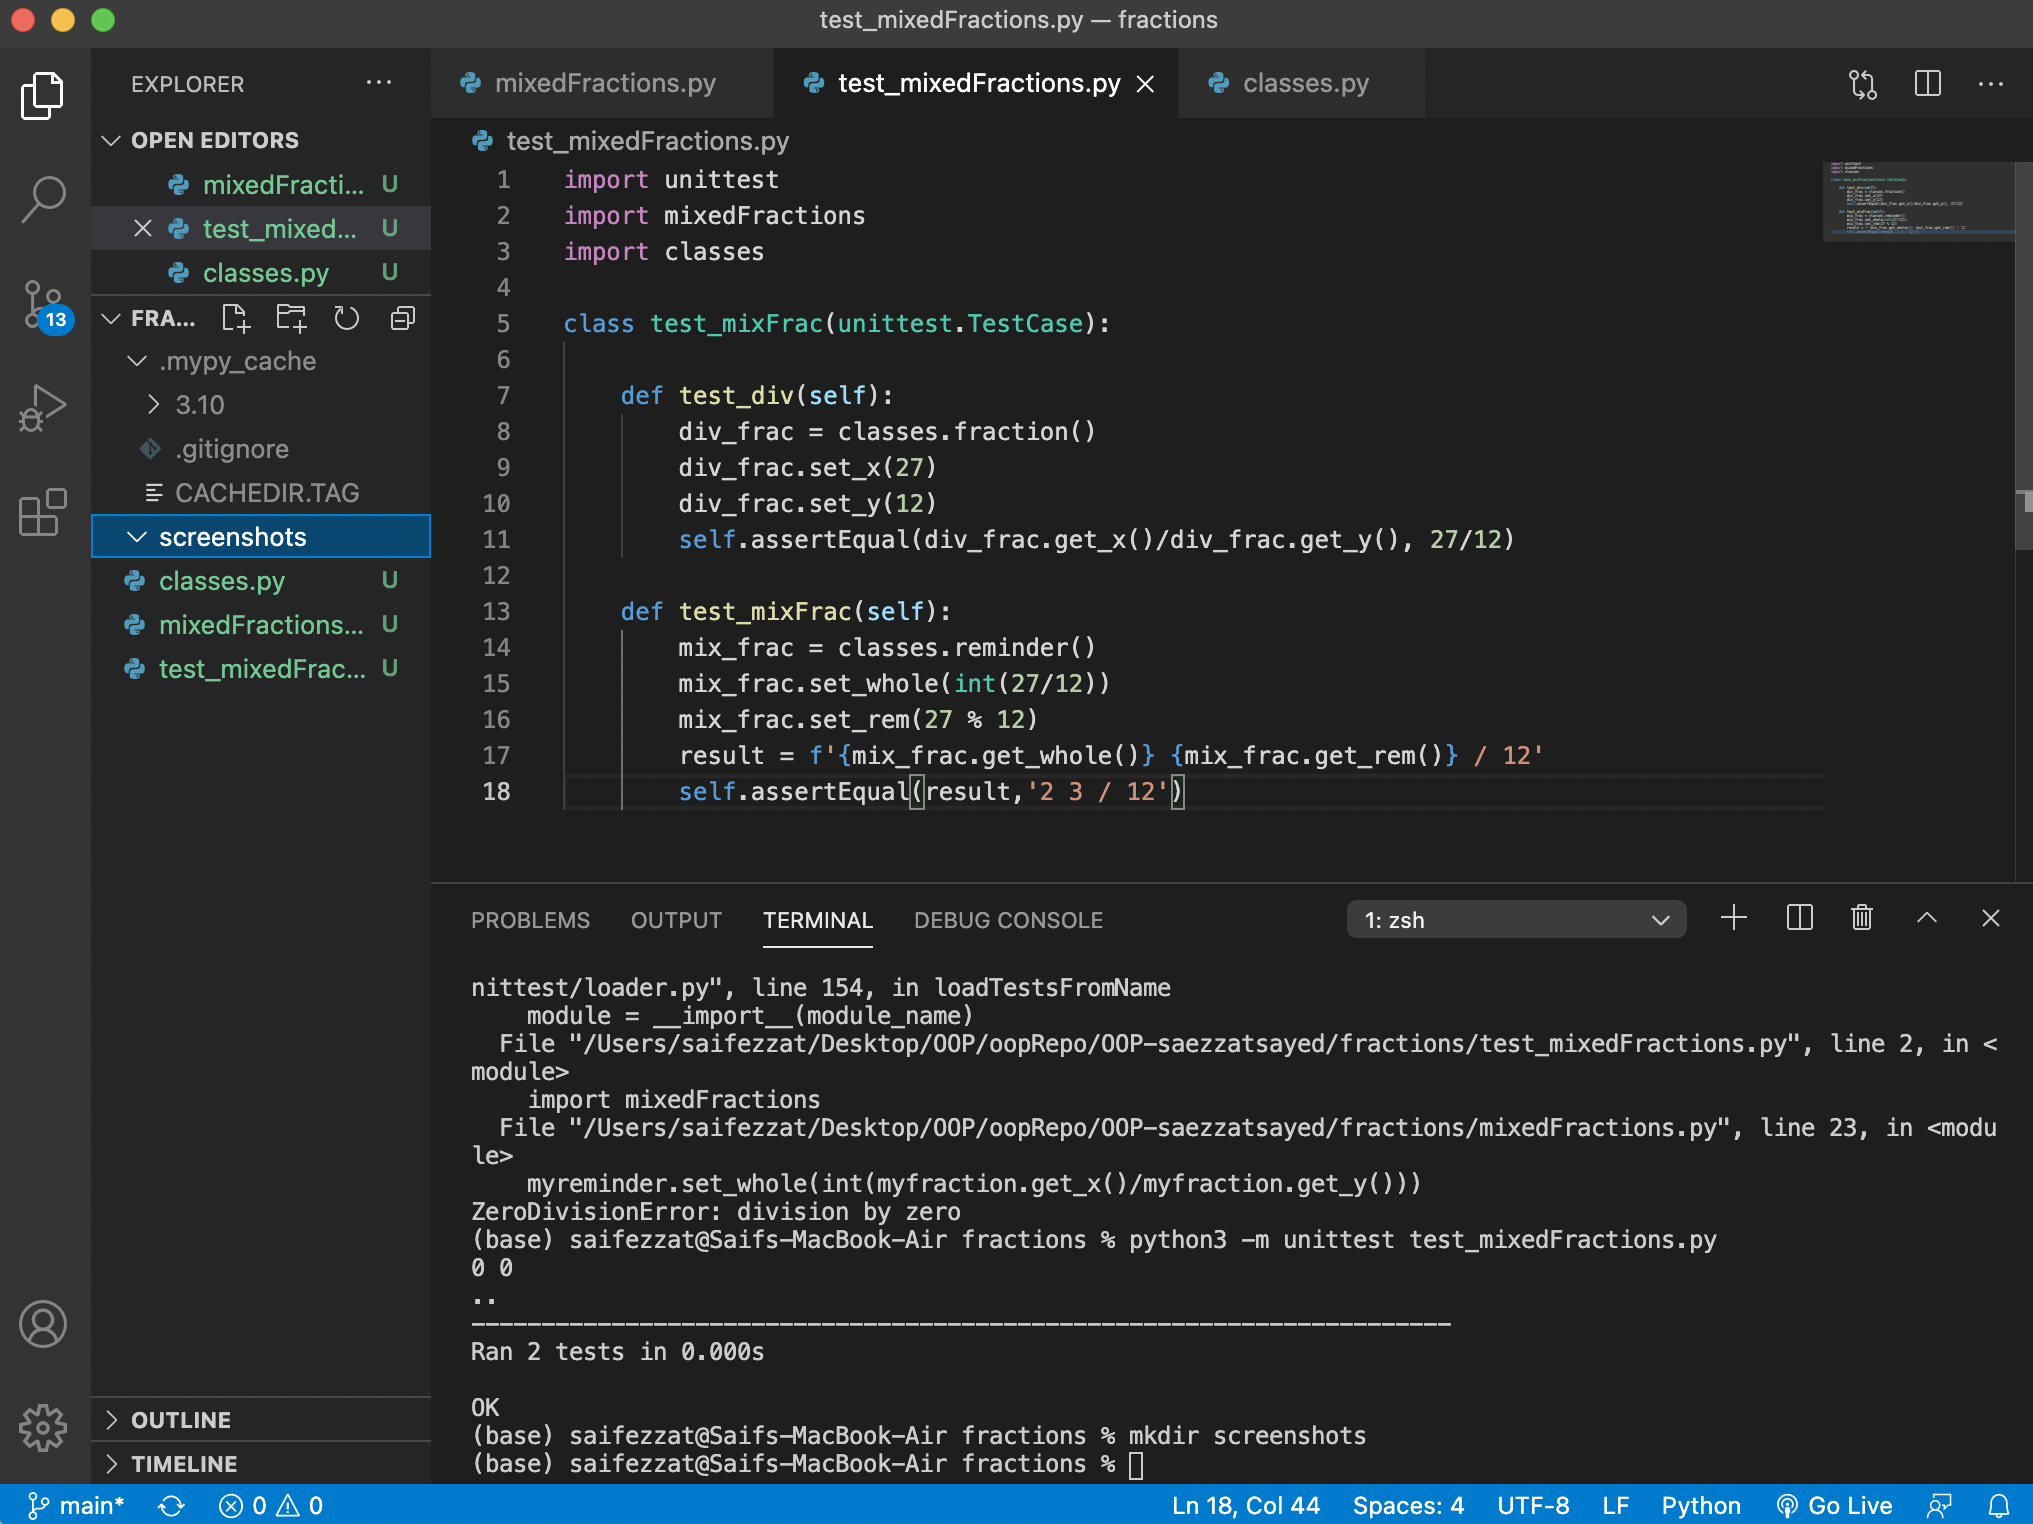 test_mixedFractions.py — fractions
EXPLORER
mixedFractions.py
test_mixedFractions.py
classes.py
OPEN EDITORS
mixedFracti... U
test_mixed... U
classes.py U
FRA...
13
.mypy_cache
3.10
.gitignore
CACHEDIR.TAG
screenshots
classes.py U
mixedFractions... U
test_mixedFrac... U
OUTLINE
TIMELINE
test_mixedFractions.py
1 import unittest
2 import mixedFractions
3 import classes
4
5 class test_mixFrac(unittest.TestCase):
6
7 def test_div(self):
8 div_frac = classes.fraction()
9 div_frac.set_x(27)
10 div_frac.set_y(12)
11 self.assertEqual(div_frac.get_x()/div_frac.get_y(), 27/12)
12
13 def test_mixFrac(self):
14 mix_frac = classes.reminder()
15 mix_frac.set_whole(int(27/12))
16 mix_frac.set_rem(27 % 12)
17 result = f'{mix_frac.get_whole()} {mix_frac.get_rem()} / 12'
18 self.assertEqual(result,'2 3 / 12')
PROBLEMS OUTPUT TERMINAL DEBUG CONSOLE 1: zsh
nittest/loader.py", line 154, in loadTestsFromName
module = __import__(module_name)
File "/Users/saifezzat/Desktop/OOP/oopRepo/OOP-saezzatsayed/fractions/test_mixedFractions.py", line 2, in <
module>
import mixedFractions
File "/Users/saifezzat/Desktop/OOP/oopRepo/OOP-saezzatsayed/fractions/mixedFractions.py", line 23, in <modu
le>
myreminder.set_whole(int(myfraction.get_x()/myfraction.get_y()))
ZeroDivisionError: division by zero
(base) saifezzat@Saifs-MacBook-Air fractions % python3 -m unittest test_mixedFractions.py
0 0
..
----------------------------------------------------------------------
Ran 2 tests in 0.000s
OK
(base) saifezzat@Saifs-MacBook-Air fractions % mkdir screenshots
(base) saifezzat@Saifs-MacBook-Air fractions %
main* 0 0 Ln 18, Col 44 Spaces: 4 UTF-8 LF Python Go Live